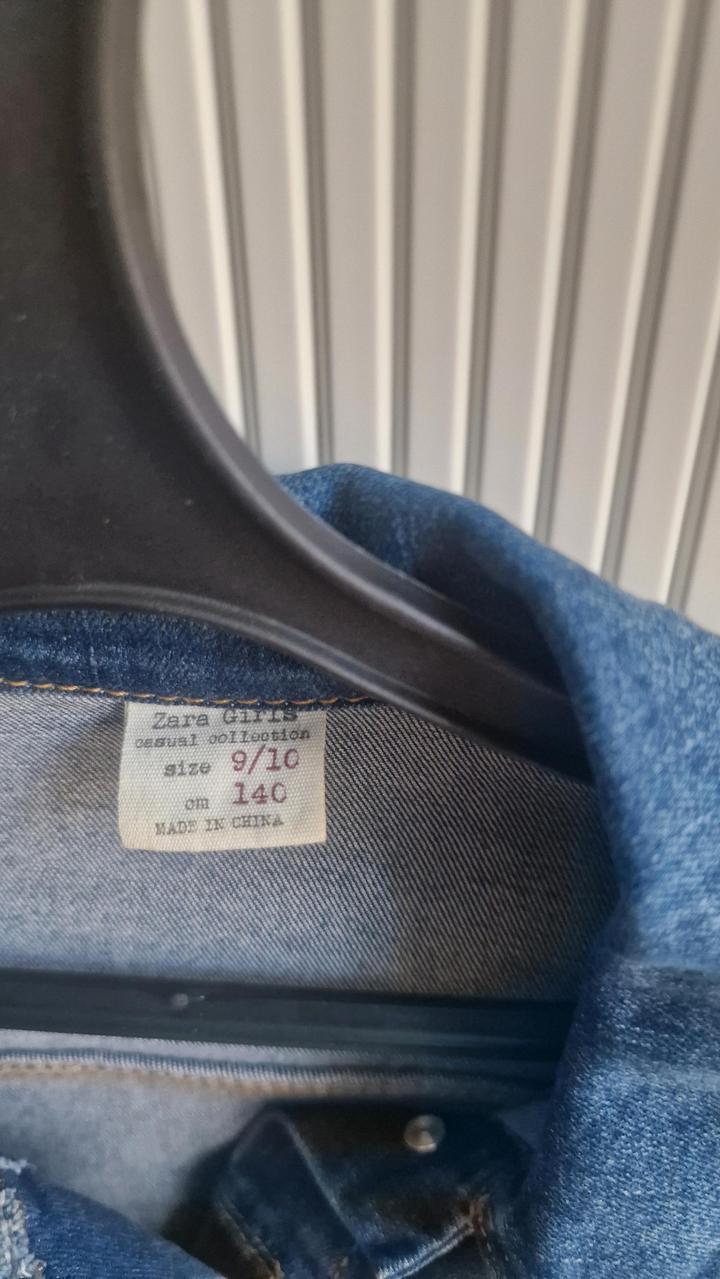 Zara Girls
casual collection
size 9/10
cm 140
MADE IN CHINA